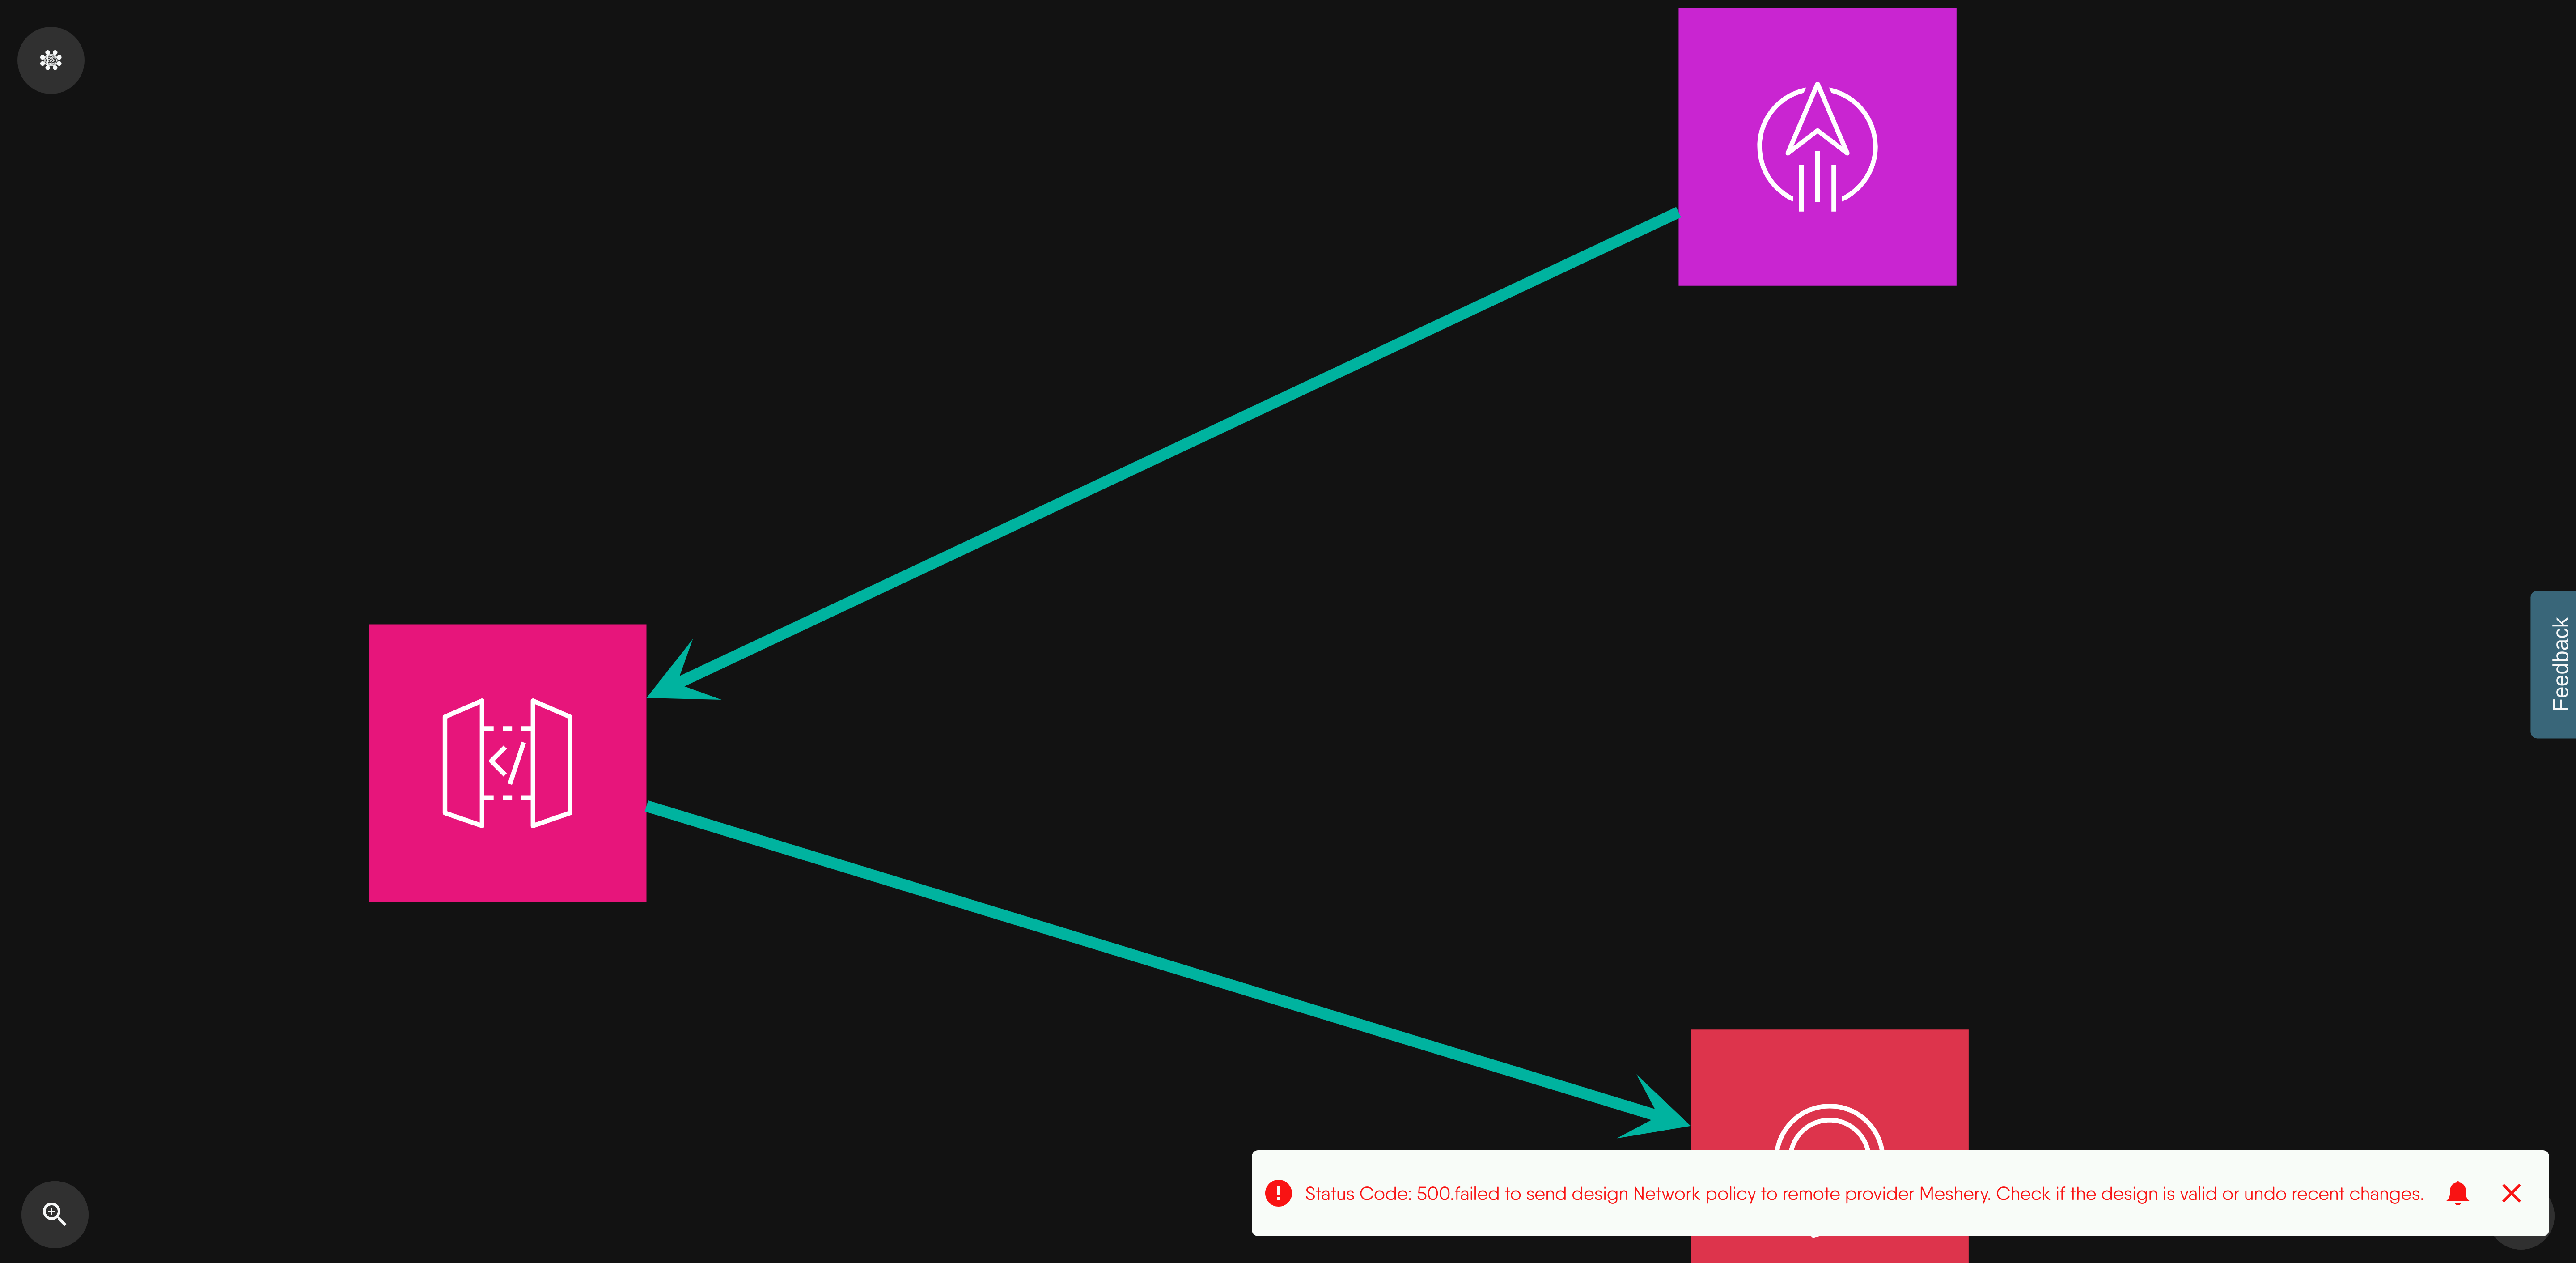 Feedback
Status Code: 500.failed to send design Network policy to remote provider Meshery. Check if the design is valid or undo recent changes.